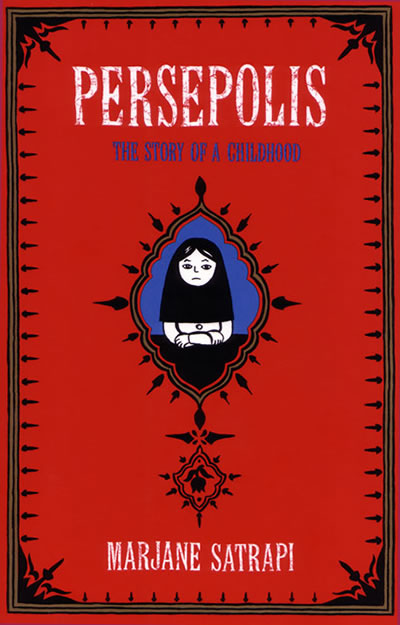 PERSEPOLIS
THE STORY OF A CHILDHOOD
MARJANE SATRAPI